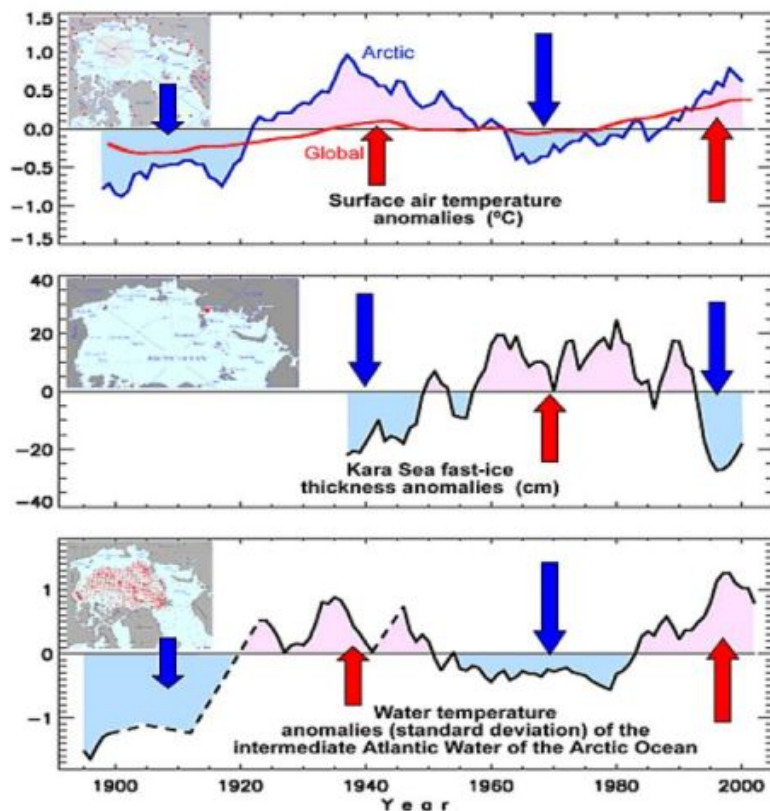 1.5
1.0
0.5
0.0
-0.5
-1.0
-1.5
Arctic
Global
Surface air temperature
anomalies (ºC)
40
20
0
-20
-40
Kara Sea fast-ice
thickness anomalies (cm)
1
0
-1
Water temperature
anomalies (standard deviation) of the
intermediate Atlantic Water of the Arctic Ocean
1900 1920 1940 1960 1980 2000
Year